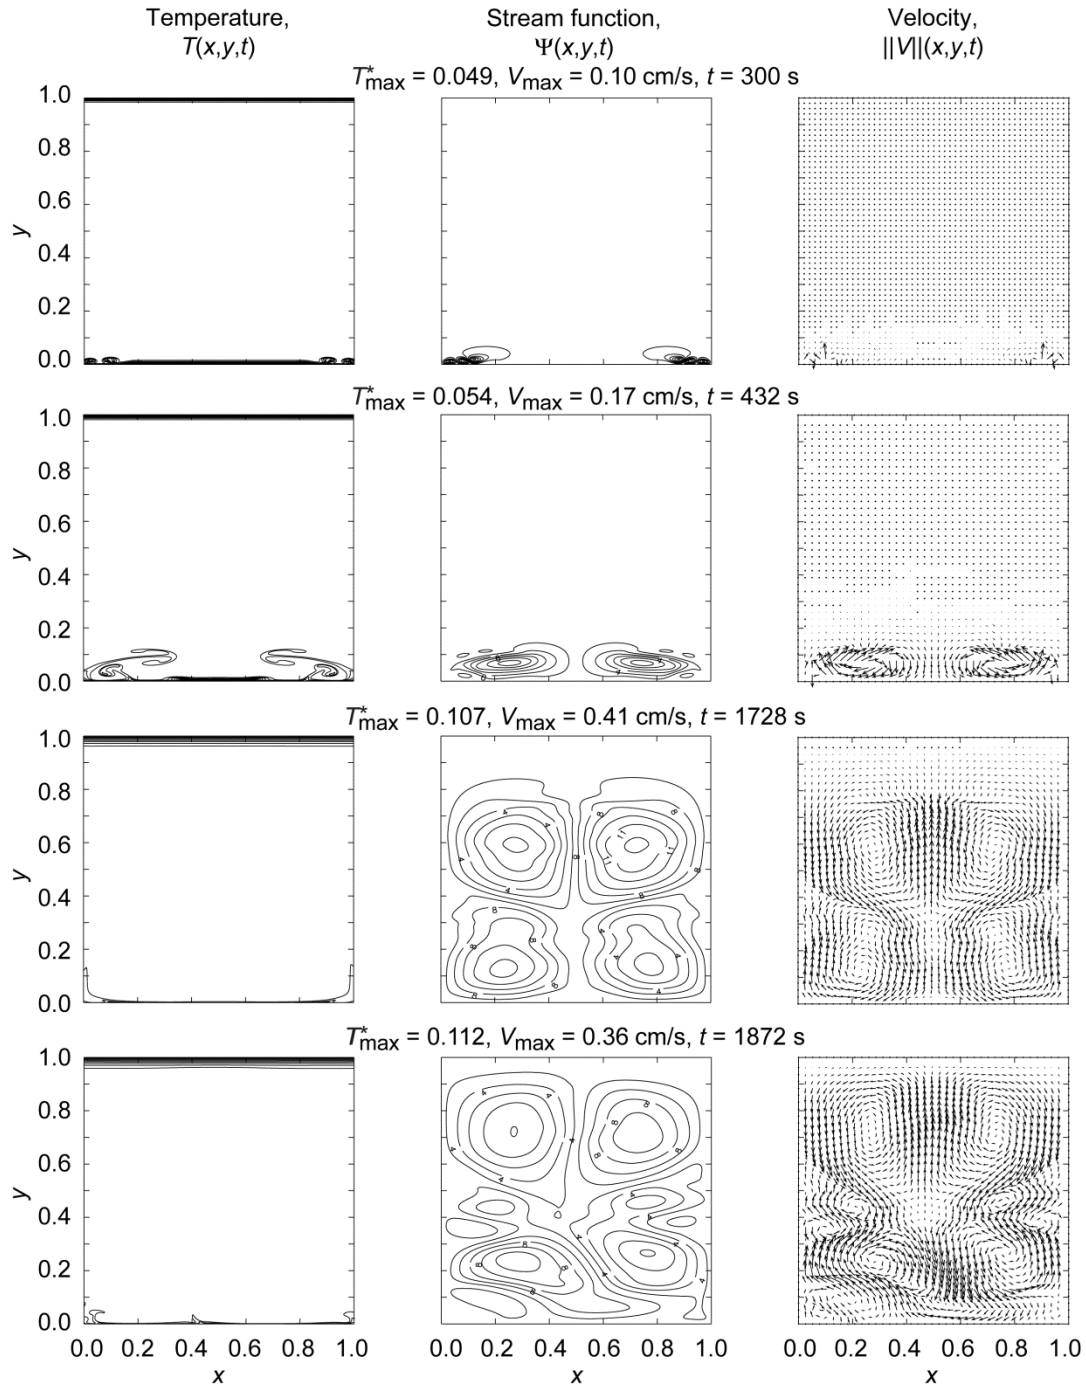 Temperature, Stream function, Velocity,
T(x,y,t) Ψ(x,y,t) ||V||(x,y,t)
T*max = 0.049, Vmax = 0.10 cm/s, t = 300 s
1.0
0.8
0.6
y
0.4
0.2
0.0
T*max = 0.054, Vmax = 0.17 cm/s, t = 432 s
1.0
0.8
0.6
y
0.4
0.2
0.0
T*max = 0.107, Vmax = 0.41 cm/s, t = 1728 s
1.0
0.8
0.6
y
0.4
0.2
0.0
T*max = 0.112, Vmax = 0.36 cm/s, t = 1872 s
1.0
0.8
0.6
y
0.4
0.2
0.0
0.0 0.2 0.4 0.6 0.8 1.0 0.0 0.2 0.4 0.6 0.8 1.0 0.0 0.2 0.4 0.6 0.8 1.0
x x x